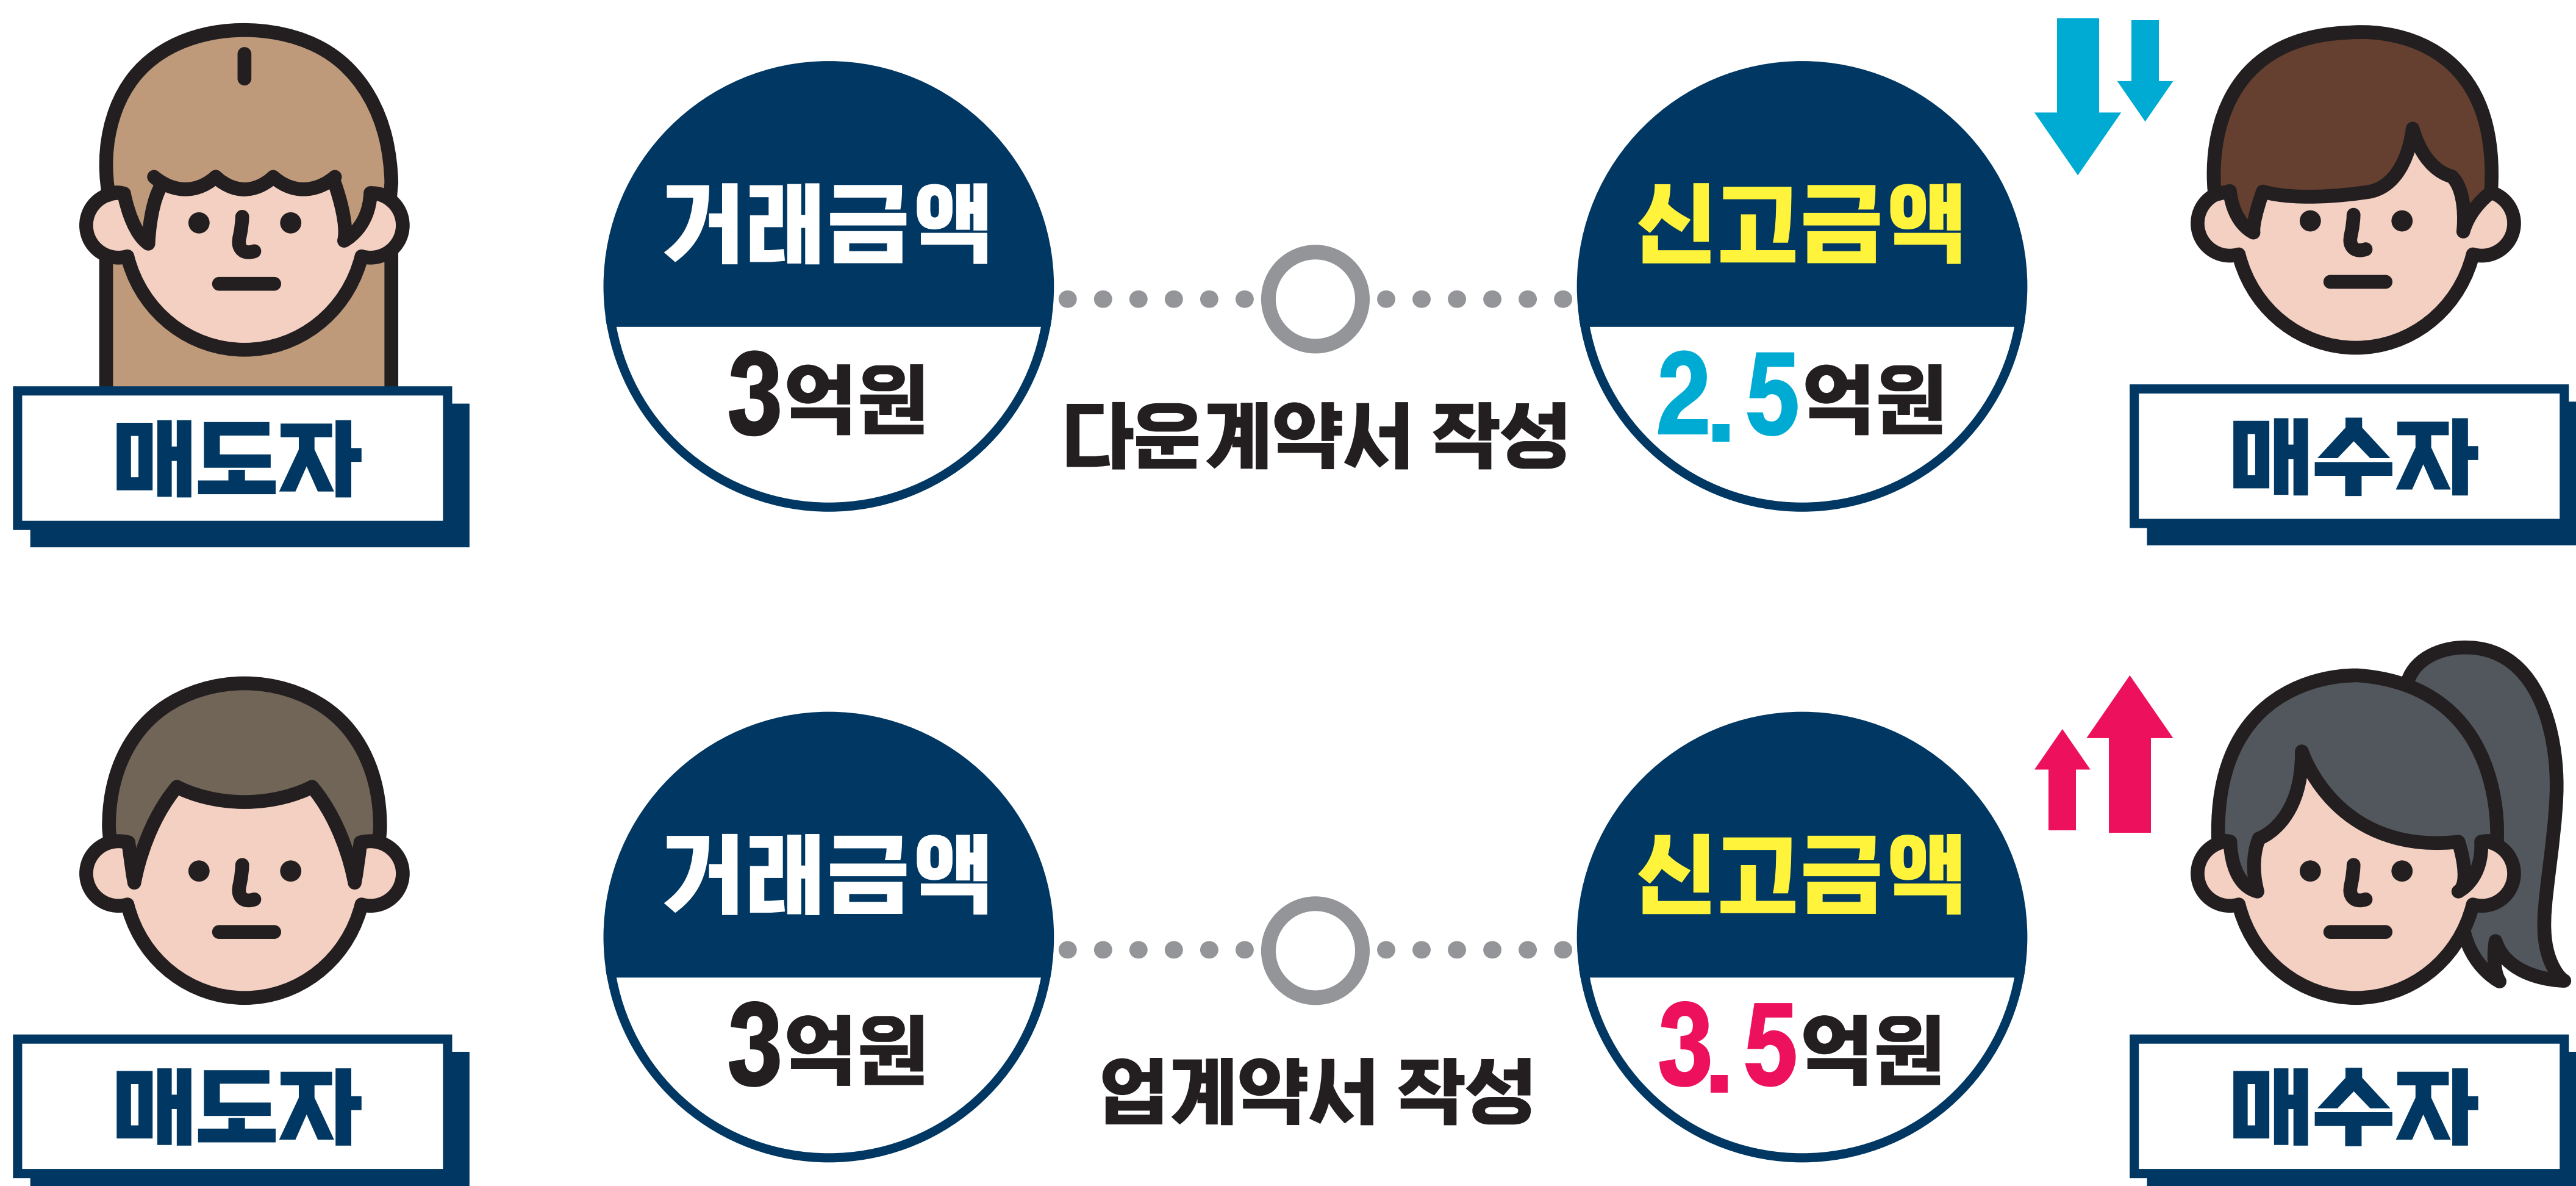 거래금액
신고금액
3억원
2.5억원
다운계약서 작성
매도자
매수자
거래금액
신고금액
3억원
3.5억원
업계약서 작성
매도자
매수자